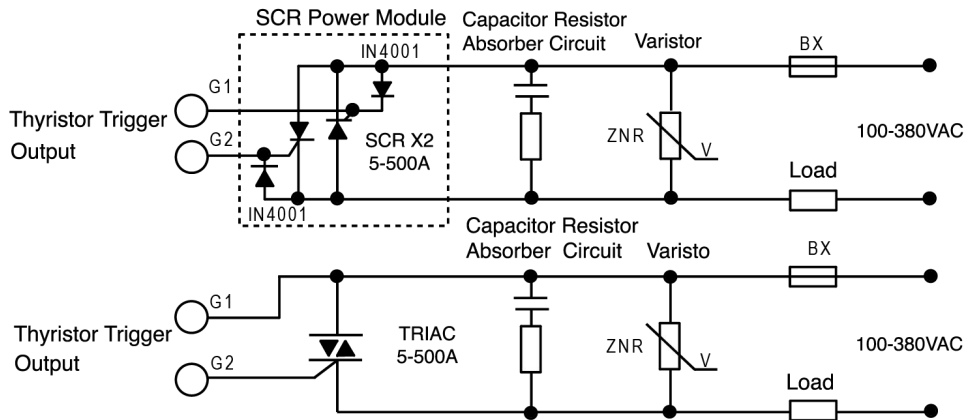 SCR Power Module
Capacitor Resistor
Absorber Circuit
Varistor
BX
IN4001
G1
Thyristor Trigger
Output
G2
SCR X2
5-500A
ZNR
V
100-380VAC
Load
IN4001
Capacitor Resistor
Absorber Circuit
Varisto
BX
G1
Thyristor Trigger
Output
G2
TRIAC
5-500A
ZNR
V
100-380VAC
Load